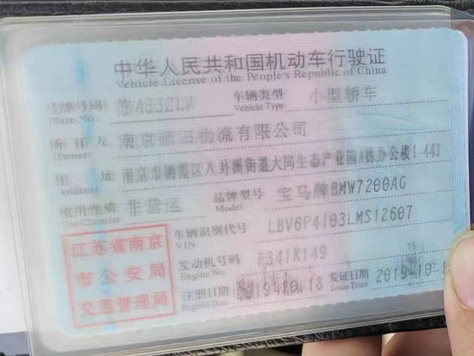 中华人民共和国机动车行驶证
Vehicle License of the People's Republic of China
号牌号码 苏A332LV 车辆类型 小型轿车
Plate No. Vehicle Type
所有人 南京 田物流有限公司
Owner
住址 南京市栖霞区八卦洲街道大同生态产业园A栋办公楼1-443
Address
使用性质 非营运 品牌型号 宝马牌BMW7200AG
Use Character Model
车辆识别代号 LBV6P4103LMS12607
VIN
江苏省南京
市公安局
交通管理局
发动机号码 F341K149
Engine No.
注册日期 2019-10-18 发证日期 2019-10-1
Register Date Issue Date